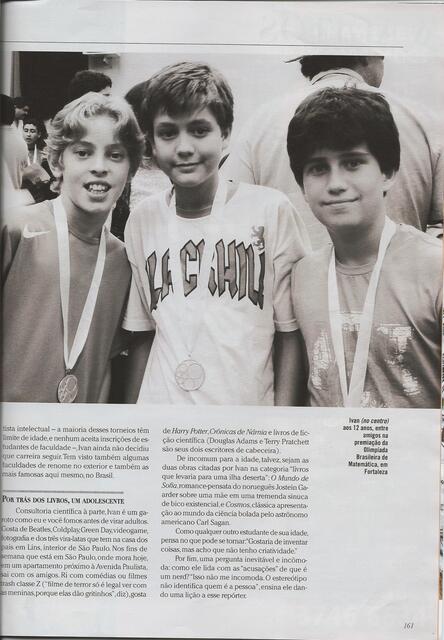 Ivan (no centro)
aos 12 anos, entre
amigos na
premiação da
Olimpíada
Brasileira de
Matemática, em
Fortaleza
tista intelectual – a maioria desses torneios têm
limite de idade, e nenhum aceita inscrições de es-
tudantes de faculdade –, Ivan ainda não decidiu
que carreira seguir. Tem visto também algumas
faculdades de renome no exterior e também as
mais famosas aqui mesmo, no Brasil.
POR TRÁS DOS LIVROS, UM ADOLESCENTE
Consultoria científica à parte, Ivan é um ga-
roto como eu e você fomos antes de virar adultos.
Gosta de Beatles, Coldplay, Green Day, videogame,
fotografia e dos três vira-latas que tem na casa dos
pais em Lins, interior de São Paulo. Nos fins de
semana que está em São Paulo, onde mora hoje,
em um apartamento próximo à Avenida Paulista,
sai com os amigos. Ri com comédias ou filmes
trash classe Z ("filme de terror só é legal ver com
as meninas, porque elas dão gritinhos", diz), gosta
de Harry Potter, Crônicas de Nárnia e livros de fic-
ção científica (Douglas Adams e Terry Pratchett
são seus dois escritores de cabeceira).
De incomum para a idade, talvez, sejam as
duas obras citadas por Ivan na categoria "livros
que levaria para uma ilha deserta": O Mundo de
Sofia, romance-pensata do norueguês Jostein Ga-
arder sobre uma mãe em uma tremenda sinuca
de bico existencial, e Cosmos, clássica apresenta-
ção ao mundo da ciência bolada pelo astrônomo
americano Carl Sagan.
Como qualquer outro estudante de sua idade,
pensa no que pode se tornar: "Gostaria de inventar
coisas, mas acho que não tenho criatividade."
Por fim, uma pergunta inevitável e incômo-
da: como ele lida com as "acusações" de que é
um nerd? "Isso não me incomoda. O estereótipo
não identifica quem é a pessoa", ensina ele dan-
do uma lição a esse repórter.
161